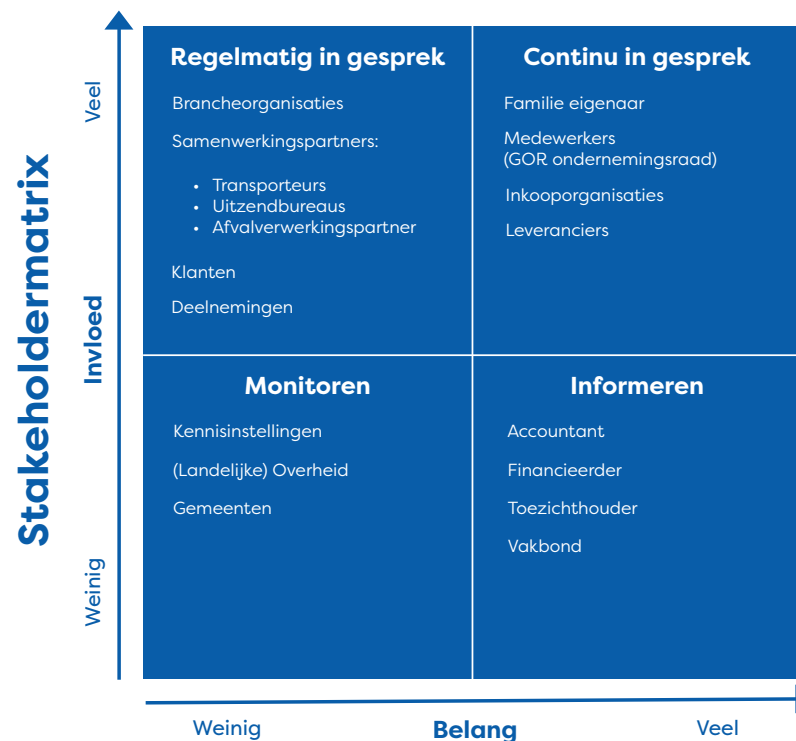 Stakeholdermatrix
Invloed
Veel
Weinig
Regelmatig in gesprek
Brancheorganisaties
Samenwerkingspartners:
• Transporteurs
• Uitzendbureaus
• Afvalverwerkingspartner
Klanten
Deelnemingen
Continu in gesprek
Familie eigenaar
Medewerkers
(GOR ondernemingsraad)
Inkooporganisaties
Leveranciers
Monitoren
Kennisinstellingen
(Landelijke) Overheid
Gemeenten
Informeren
Accountant
Financieerder
Toezichthouder
Vakbond
Weinig
Belang
Veel